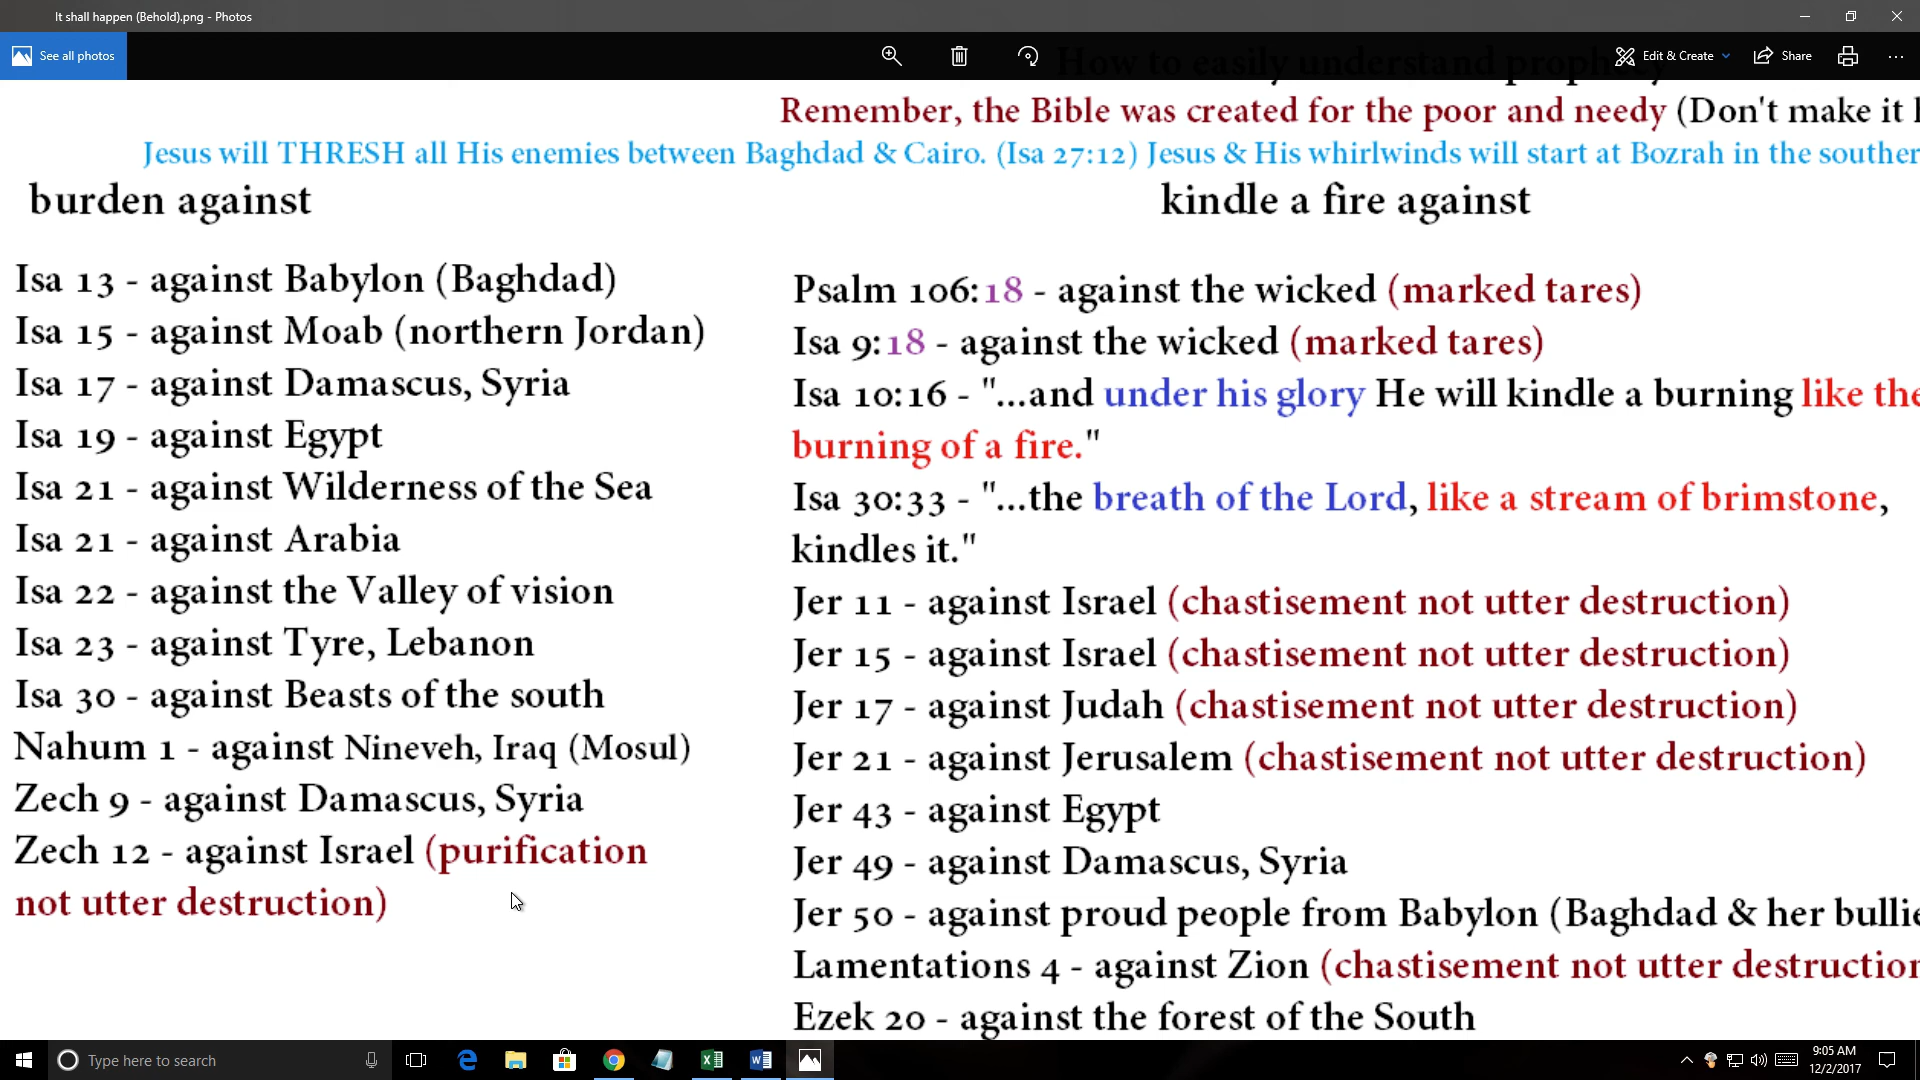 It shall happen (Behold).png - Photos
See all photos
Edit & Create
Share
How to easily understand
Remember, the Bible was created for the poor and needy (Don't make it
Jesus will THRESH all His enemies between Baghdad & Cairo. (Isa 27:12) Jesus & His whirlwinds will start at Bozrah in the
burden against
Isa 13 - against Babylon (Baghdad)
Isa 15 - against Moab (northern Jordan)
Isa 17 - against Damascus, Syria
Isa 19 - against Egypt
Isa 21 - against Wilderness of the Sea
Isa 21 - against Arabia
Isa 22 - against the Valley of vision
Isa 23 - against Tyre, Lebanon
Isa 30 - against Beasts of the south
Nahum 1 - against Nineveh, Iraq (Mosul)
Zech 9 - against Damascus, Syria
Zech 12 - against Israel (purification
not utter destruction)
kindle a fire against
Psalm 106:18 - against the wicked (marked tares)
Isa 9:18 - against the wicked (marked tares)
Isa 10:16 - "...and under his glory He will kindle a burning like the
burning of a fire."
Isa 30:33 - "...the breath of the Lord, like a stream of brimstone,
kindles it."
Jer 11 - against Israel (chastisement not utter destruction)
Jer 15 - against Israel (chastisement not utter destruction)
Jer 17 - against Judah (chastisement not utter destruction)
Jer 21 - against Jerusalem (chastisement not utter destruction)
Jer 43 - against Egypt
Jer 49 - against Damascus, Syria
Jer 50 - against proud people from Babylon (Baghdad & her
Lamentations 4 - against Zion (chastisement not utter
Ezek 20 - against the forest of the South
Type here to search
9:05 AM
12/2/2017